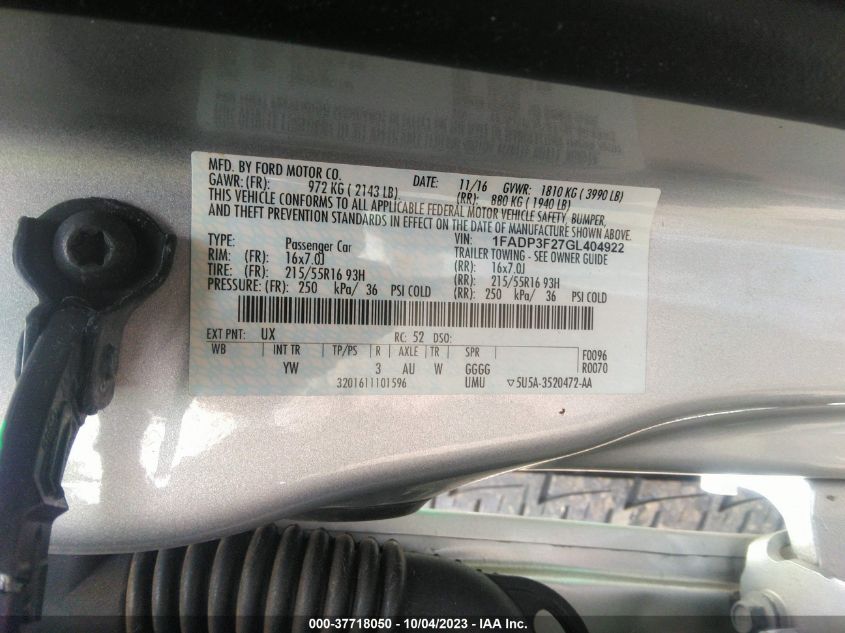 MFD. BY FORD MOTOR CO.
DATE: 11/16 GVWR: 1810 KG ( 3990 LB)
GAWR: (FR): 972 KG ( 2143 LB) (RR): 880 KG ( 1940 LB)
THIS VEHICLE CONFORMS TO ALL APPLICABLE FEDERAL MOTOR VEHICLE SAFETY, BUMPER,
AND THEFT PREVENTION STANDARDS IN EFFECT ON THE DATE OF MANUFACTURE SHOWN ABOVE.
VIN: 1FADP3F27GL404922
TYPE: Passenger Car TRAILER TOWING - SEE OWNER GUIDE
RIM: (FR): 16x7.0J (RR): 16x7.0J
TIRE: (FR): 215/55R16 93H (RR): 215/55R16 93H
PRESSURE: (FR): 250 kPa/ 36 PSI COLD (RR): 250 kPa/ 36 PSI COLD
EXT PNT: UX RC: 52 DSO:
WB INT TR TP/PS R AXLE TR SPR F0096
YW 3 AU W GGGG R0070
3201611101596 UMU ▽5U5A-3520472-AA
000-37718050 - 10/04/2023 - IAA Inc.